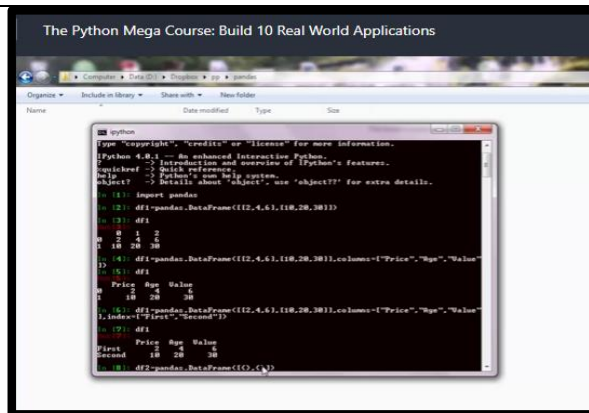 The Python Mega Course: Build 10 Real World Applications
Computer ▸ Data (D:) ▸ Dropbox ▸ pp ▸ pandas
Organize ▾ Include in library ▾ Share with ▾ New folder
Name Date modified Type Size
ipython
Type "copyright", "credits" or "license" for more information.
IPython 4.0.1 -- An enhanced Interactive Python.
? -> Introduction and overview of IPython's features.
%quickref -> Quick reference.
help -> Python's own help system.
object? -> Details about 'object', use 'object??' for extra details.
In [1]: import pandas
In [2]: df1=pandas.DataFrame([[2,4,6],[10,20,30]])
In [3]: df1
0 1 2
0 2 4 6
1 10 20 30
In [4]: df1=pandas.DataFrame([[2,4,6],[10,20,30]],columns=["Price","Age","Value"
])
In [5]: df1
Price Age Value
0 2 4 6
1 10 20 30
In [6]: df1=pandas.DataFrame([[2,4,6],[10,20,30]],columns=["Price","Age","Value"
],index=["First","Second"])
In [7]: df1
Price Age Value
First 2 4 6
Second 10 20 30
In [8]: df2=pandas.DataFrame([{},{}])